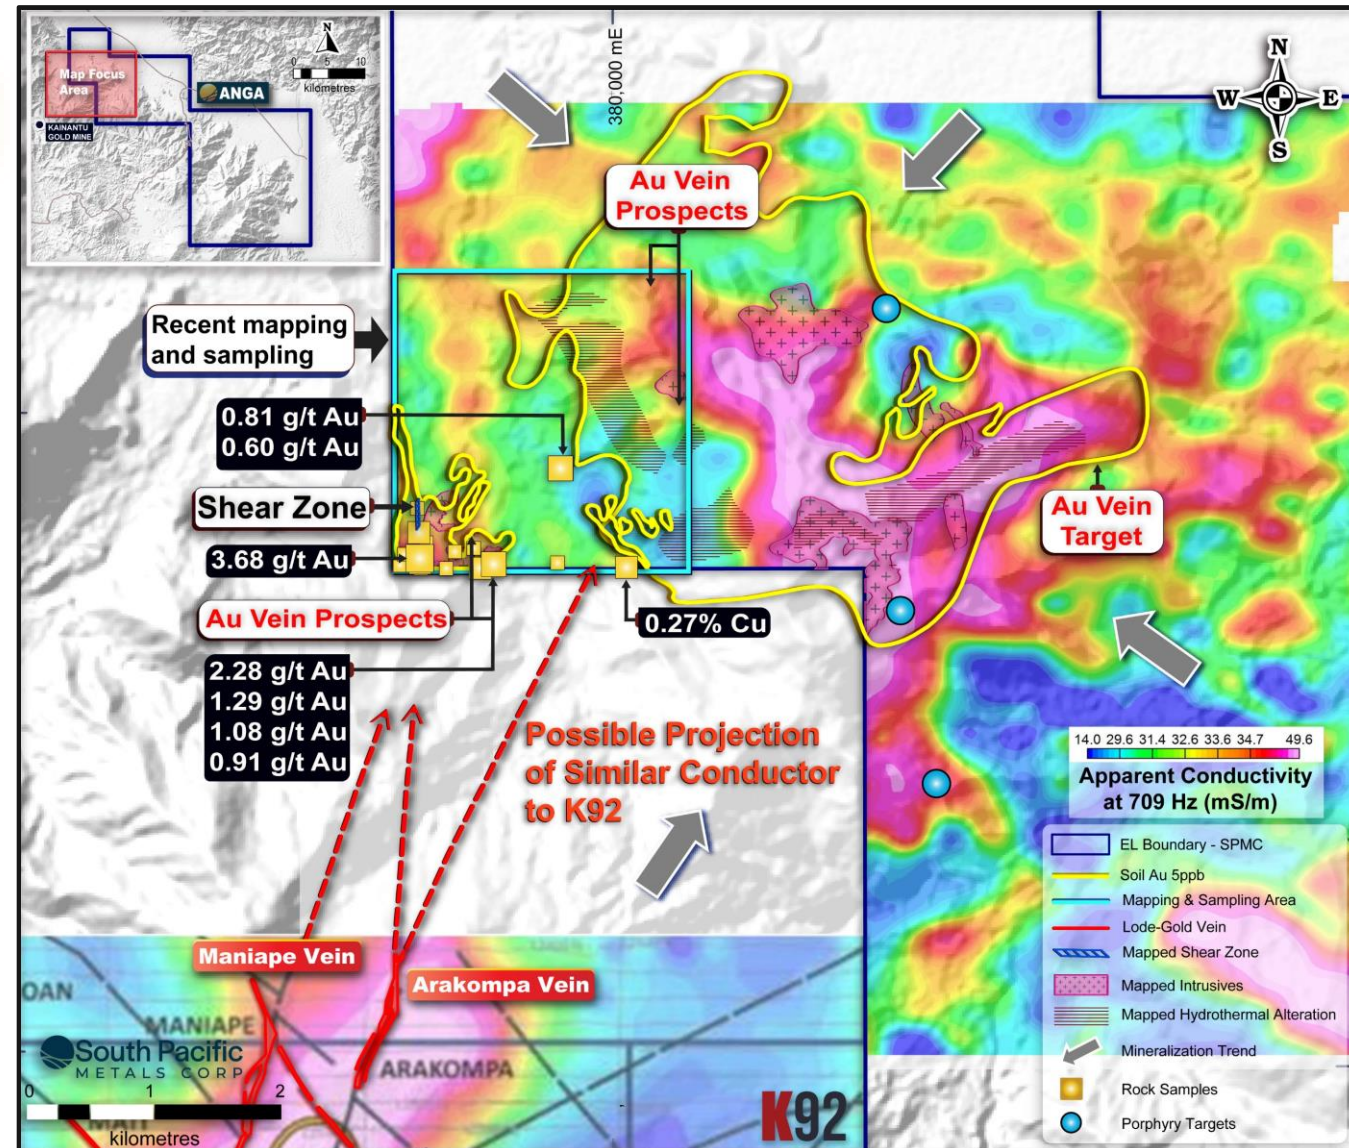 N
0 5 10
kilometres
Map Focus
Area
ANGA
KAINANTU
GOLD MINE
380,000 mE
N
W E
S
Au Vein
Prospects
Recent mapping
and sampling
0.81 g/t Au
0.60 g/t Au
Shear Zone
3.68 g/t Au
Au Vein Prospects
2.28 g/t Au
1.29 g/t Au
1.08 g/t Au
0.91 g/t Au
0.27% Cu
Au Vein
Target
Possible Projection
of Similar Conductor
to K92
14.0 29.6 31.4 32.6 33.6 34.7 49.6
Apparent Conductivity
at 709 Hz (mS/m)
EL Boundary - SPMC
Soil Au 5ppb
Mapping & Sampling Area
Lode-Gold Vein
Mapped Shear Zone
Mapped Intrusives
Mapped Hydrothermal Alteration
Mineralization Trend
Rock Samples
Porphyry Targets
Maniape Vein
Arakompa Vein
OAN
MANIAPE
ARAKOMPA
South Pacific
METALS CORP
0 1 2
kilometres
K92